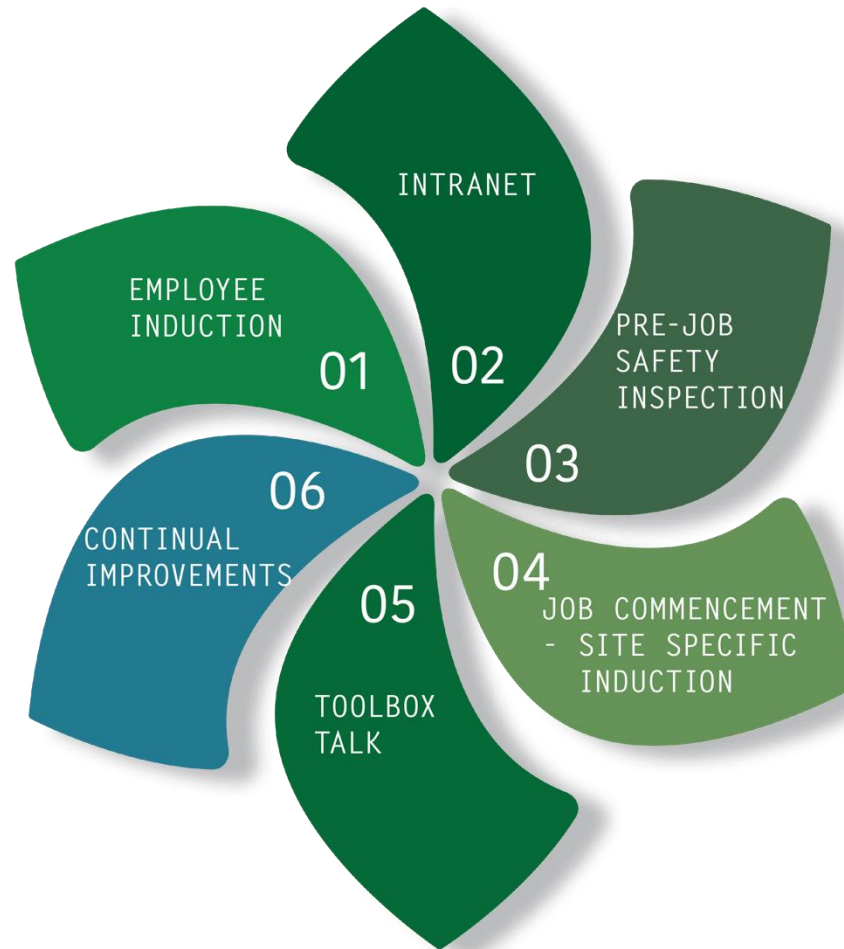 EMPLOYEE
INDUCTION
01
INTRANET
02
PRE-JOB
SAFETY
INSPECTION
03
04
JOB COMMENCEMENT
- SITE SPECIFIC
INDUCTION
05
TOOLBOX
TALK
06
CONTINUAL
IMPROVEMENTS